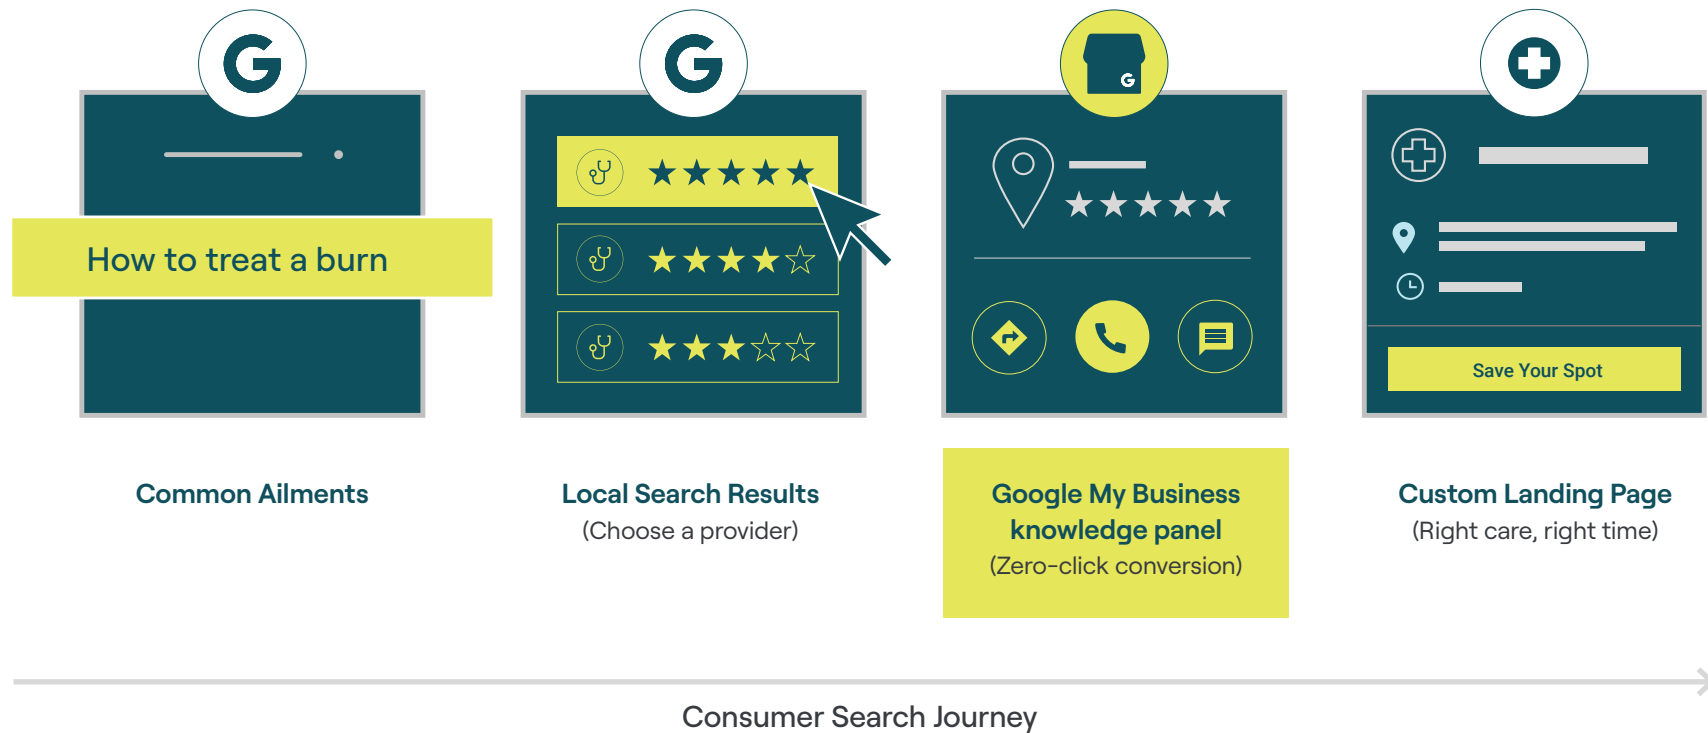 How to treat a burn
Save Your Spot
Common Ailments
Local Search Results
(Choose a provider)
Google My Business
knowledge panel
(Zero-click conversion)
Custom Landing Page
(Right care, right time)
Consumer Search Journey